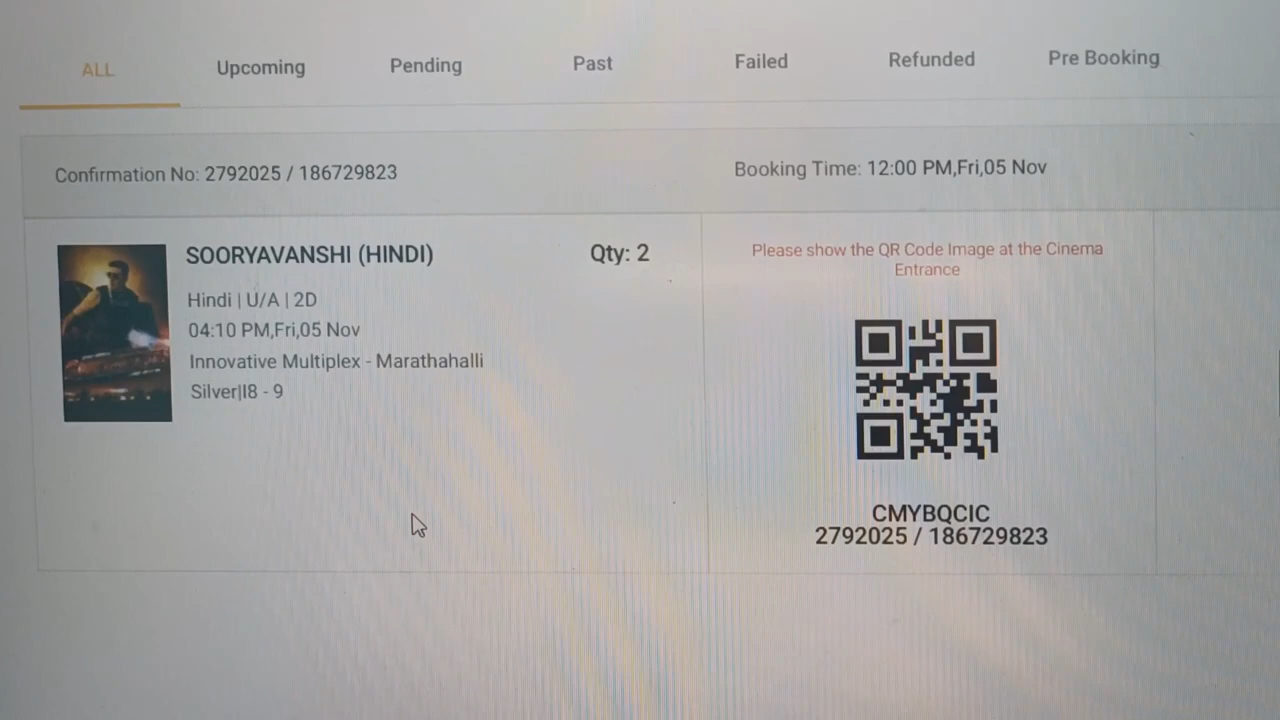 ALL Upcoming Pending Past Failed Refunded Pre Booking
Confirmation No: 2792025 / 186729823
Booking Time: 12:00 PM,Fri,05 Nov
SOORYAVANSHI (HINDI)
Qty: 2
Hindi | U/A | 2D
04:10 PM,Fri,05 Nov
Innovative Multiplex - Marathahalli
Silver|I8 - 9
Please show the QR Code Image at the Cinema
Entrance
CMYBQCIC
2792025 / 186729823